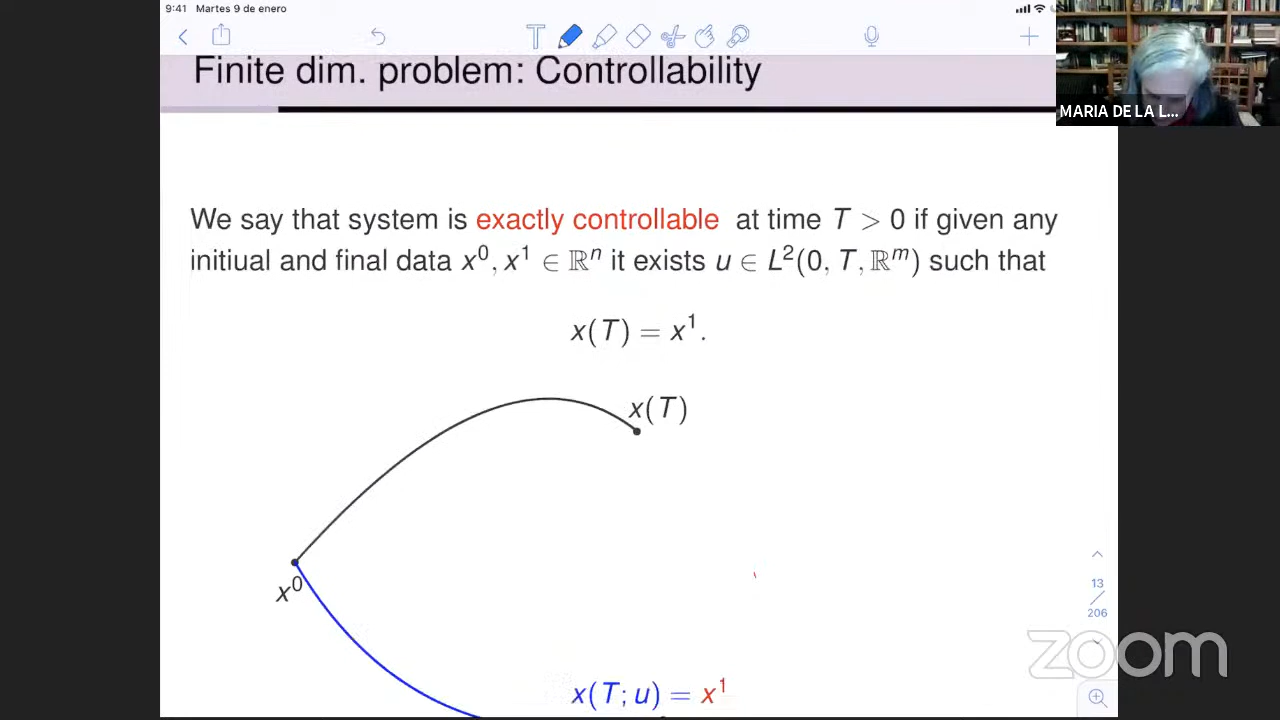 9:41 Martes 9 de enero
Finite dim. problem: Controllability
MARIA DE LA L...
We say that system is exactly controllable at time T > 0 if given any
initiual and final data x⁰, x¹ ∈ ℝⁿ it exists u ∈ L²(0, T, ℝᵐ) such that
x(T) = x¹.
x(T)
x⁰
13
206
zoom
x(T; u) = x¹